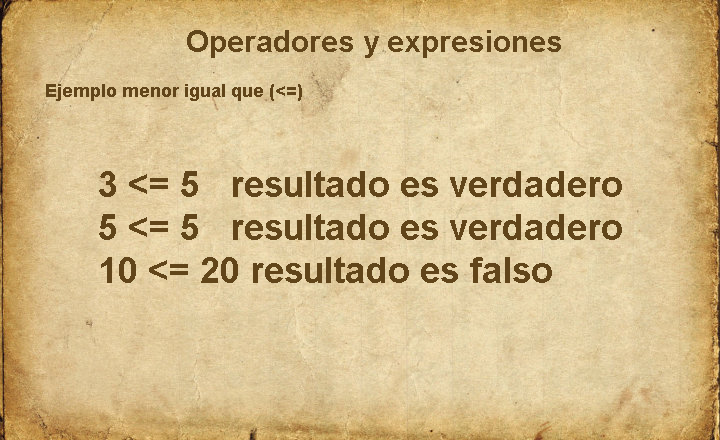 Operadores y expresiones
Ejemplo menor igual que (<=)
3 <= 5 resultado es verdadero
5 <= 5 resultado es verdadero
10 <= 20 resultado es falso